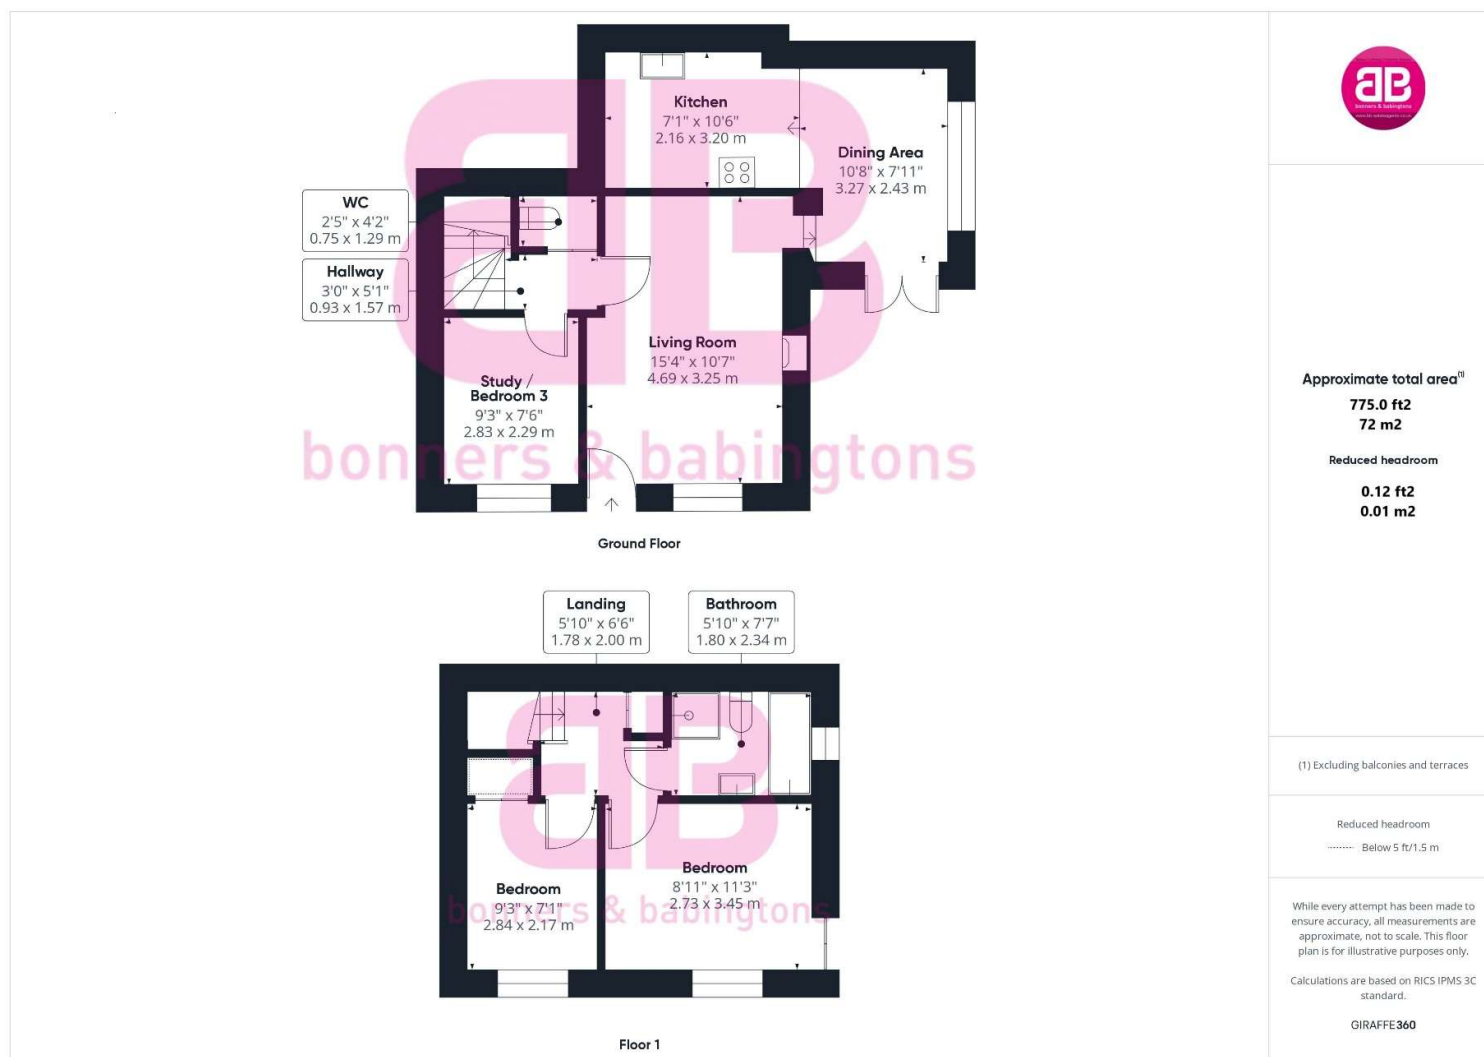 Kitchen
7'1" x 10'6"
2.16 x 3.20 m
Dining Area
10'8" x 7'11"
3.27 x 2.43 m
WC
2'5" x 4'2"
0.75 x 1.29 m
Hallway
3'0" x 5'1"
0.93 x 1.57 m
Living Room
15'4" x 10'7"
4.69 x 3.25 m
Study /
Bedroom 3
9'3" x 7'6"
2.83 x 2.29 m
bonners & babingtons
Ground Floor
Landing
5'10" x 6'6"
1.78 x 2.00 m
Bathroom
5'10" x 7'7"
1.80 x 2.34 m
Bedroom
9'3" x 7'1"
2.84 x 2.17 m
Bedroom
8'11" x 11'3"
2.73 x 3.45 m
bonners & babingtons
Floor 1
BB
bonners & babingtons
Approximate total area(1)
775.0 ft2
72 m2
Reduced headroom
0.12 ft2
0.01 m2
(1) Excluding balconies and terraces
Reduced headroom
Below 5 ft/1.5 m
While every attempt has been made to
ensure accuracy, all measurements are
approximate, not to scale. This floor
plan is for illustrative purposes only.
Calculations are based on RICS IPMS 3C
standard.
GIRAFFE360